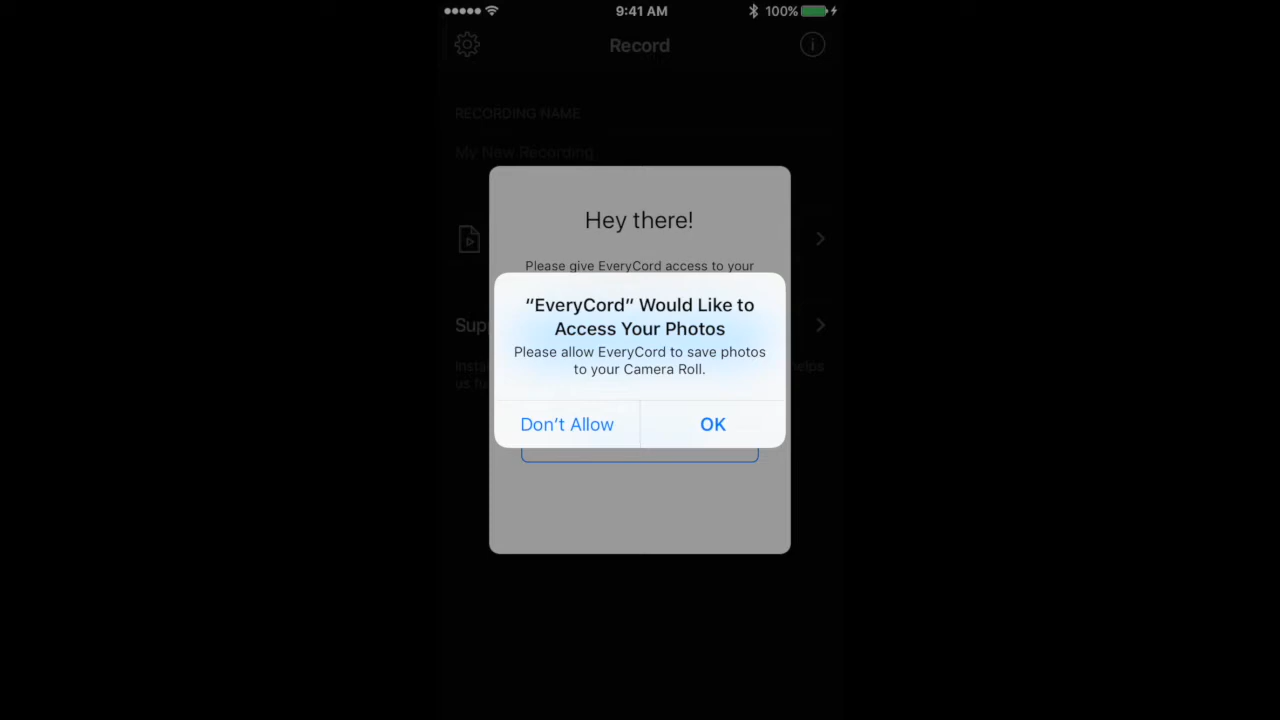 9:41 AM
100%
Record
RECORDING NAME
My New Recording
Hey there!
Please give EveryCord access to your
“EveryCord” Would Like to
Access Your Photos
Please allow EveryCord to save photos
to your Camera Roll.
Don’t Allow
OK